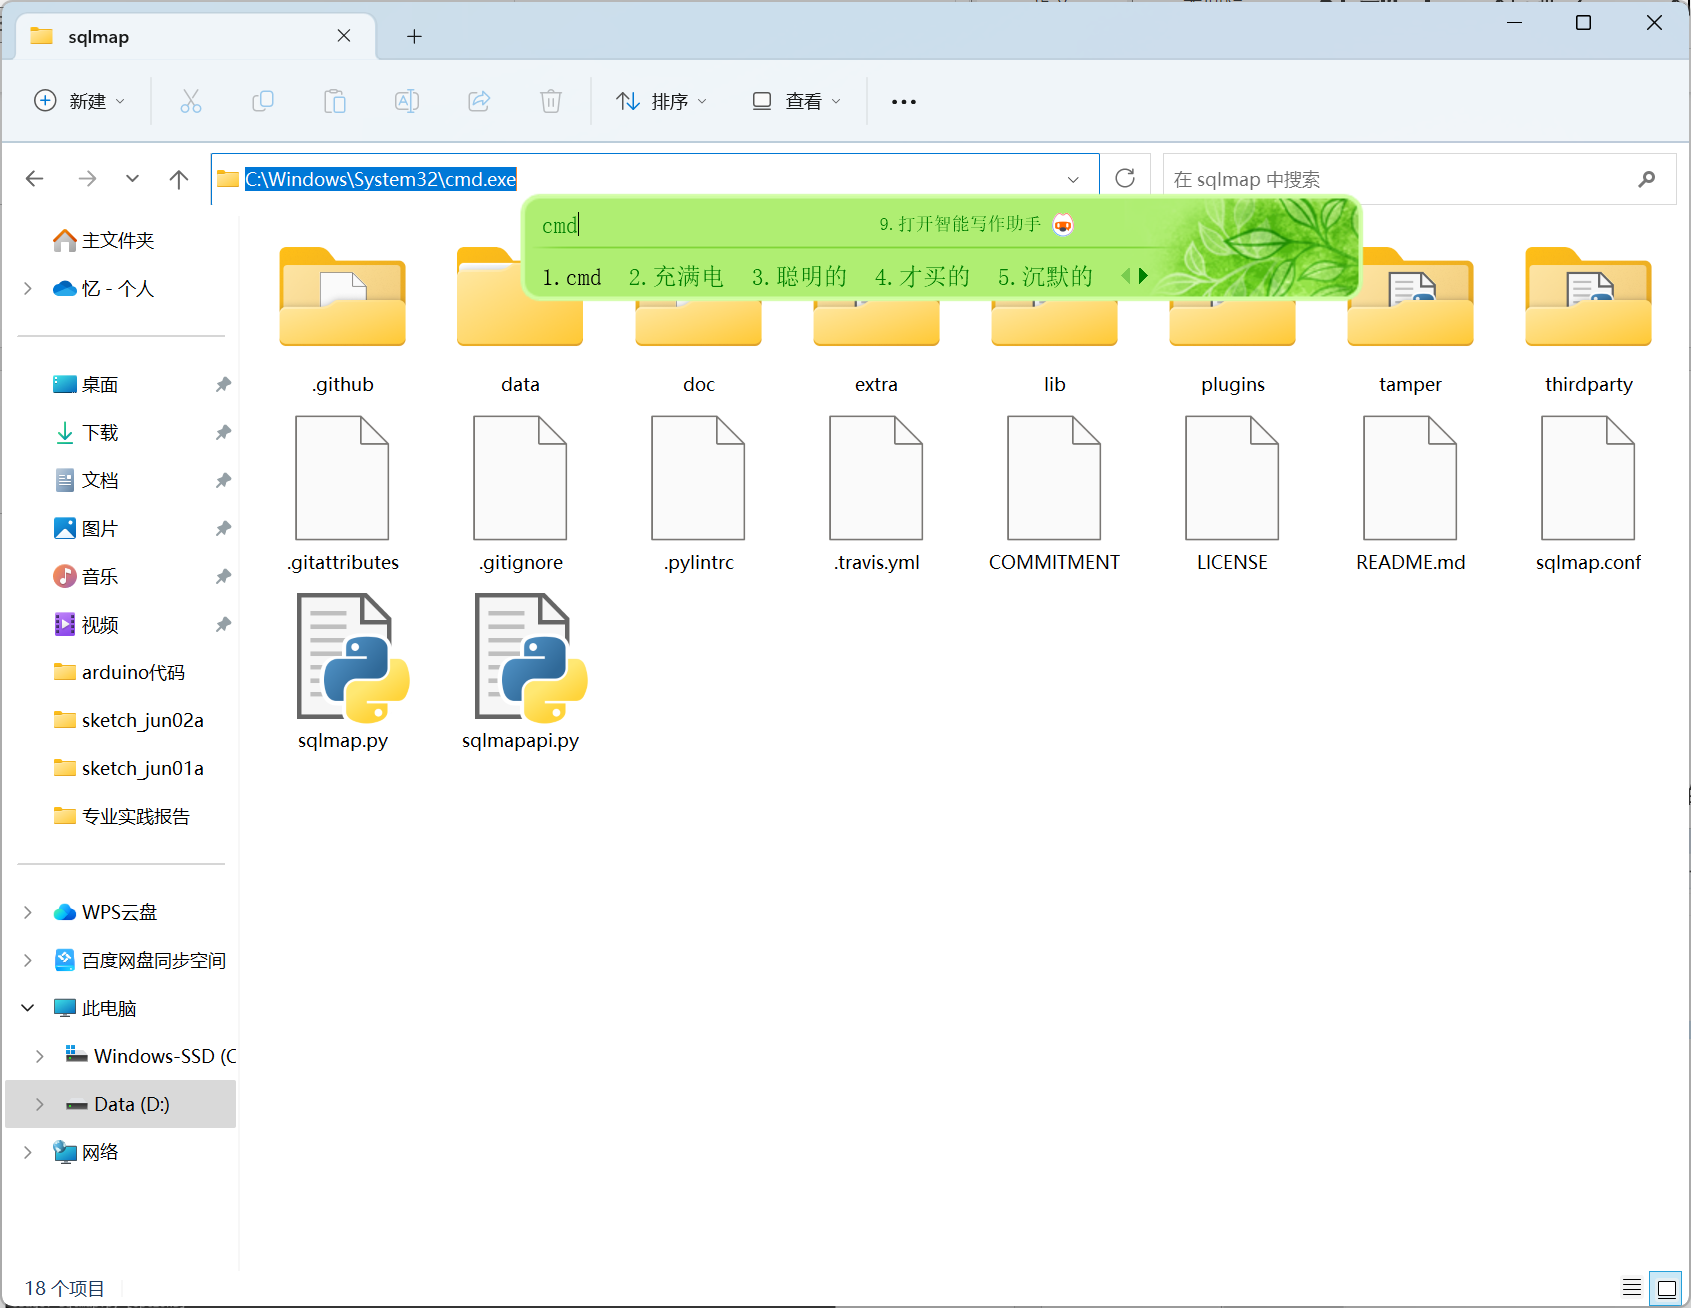 sqlmap
新建
排序
查看
C:\Windows\System32\cmd.exe
在 sqlmap 中搜索
cmd
9.打开智能写作助手
1.cmd 2.充满电 3.聪明的 4.才买的 5.沉默的
主文件夹
忆 - 个人
桌面
下载
文档
图片
音乐
视频
arduino代码
sketch_jun02a
sketch_jun01a
专业实践报告
WPS云盘
百度网盘同步空间
此电脑
Windows-SSD (C
Data (D:)
网络
.github
data
doc
extra
lib
plugins
tamper
thirdparty
.gitattributes
.gitignore
.pylintrc
.travis.yml
COMMITMENT
LICENSE
README.md
sqlmap.conf
sqlmap.py
sqlmapapi.py
18 个项目